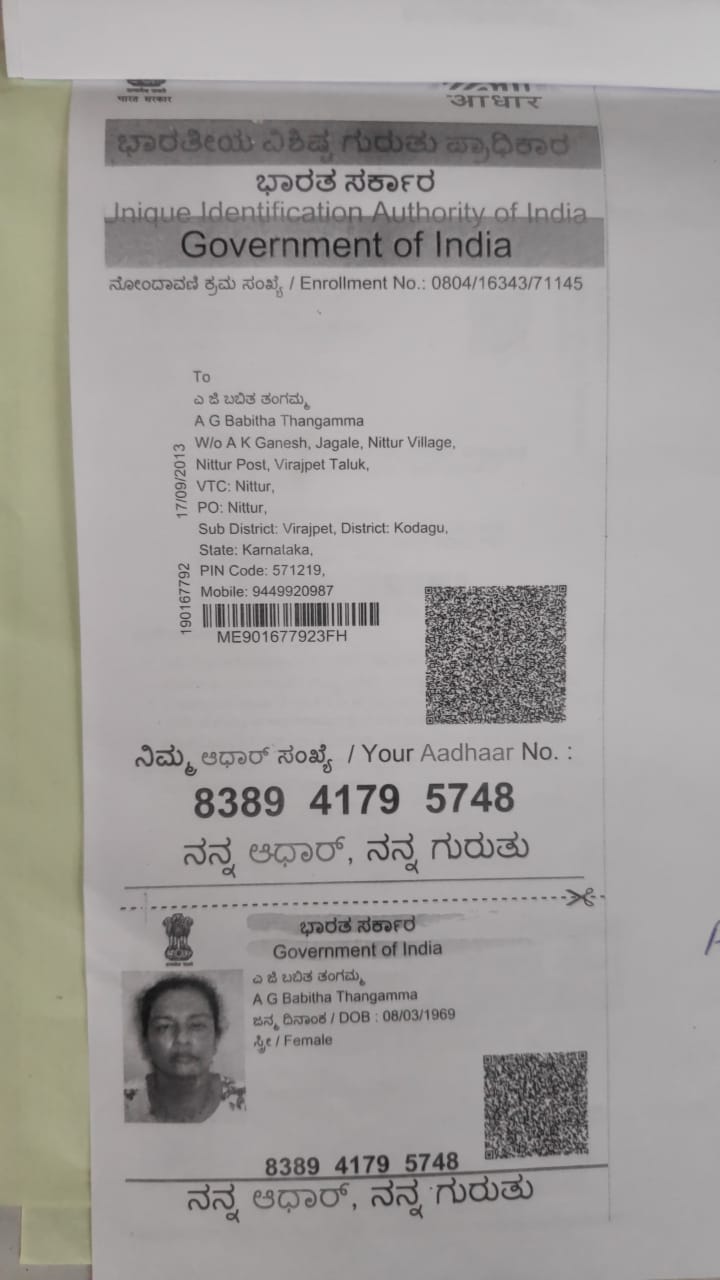 भारत सरकार
आधार
ಭಾರತೀಯ ವಿಶಿಷ್ಟ ಗುರುತು ಪ್ರಾಧಿಕಾರ
ಭಾರತ ಸರ್ಕಾರ
Unique Identification Authority of India
Government of India
ನೋಂದಾವಣಿ ಕ್ರಮ ಸಂಖ್ಯೆ / Enrollment No.: 0804/16343/71145
To
ಎ ಜಿ ಬಬಿತ ತಂಗಮ್ಮ
A G Babitha Thangamma
W/o A K Ganesh, Jagale, Nittur Village,
Nittur Post, Virajpet Taluk,
VTC: Nittur,
PO: Nittur,
Sub District: Virajpet, District: Kodagu,
State: Karnalaka,
PIN Code: 571219,
Mobile: 9449920987
17/09/2013
190167792
ME901677923FH
ನಿಮ್ಮ ಆಧಾರ್ ಸಂಖ್ಯೆ / Your Aadhaar No. :
8389 4179 5748
ನನ್ನ ಆಧಾರ್, ನನ್ನ ಗುರುತು
ಭಾರತ ಸರ್ಕಾರ
Government of India
ಎ ಜಿ ಬಬಿತ ತಂಗಮ್ಮ
A G Babitha Thangamma
ಜನ್ಮ ದಿನಾಂಕ / DOB : 08/03/1969
ಸ್ತ್ರೀ / Female
8389 4179 5748
ನನ್ನ ಆಧಾರ್, ನನ್ನ ಗುರುತು